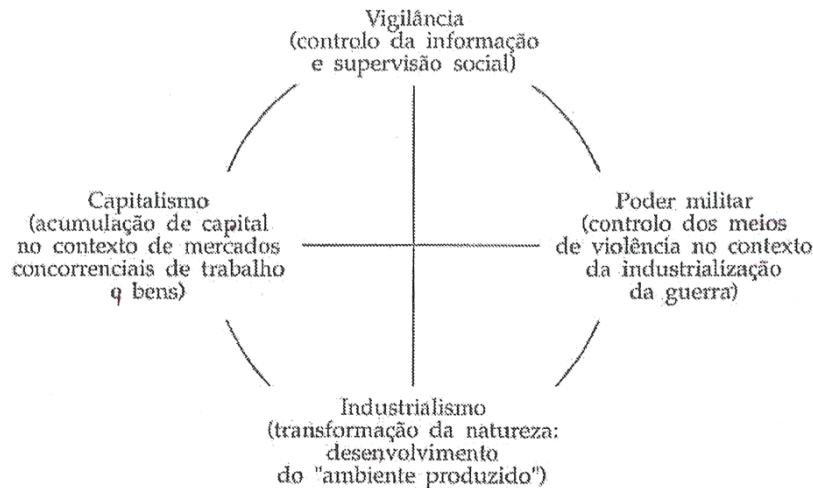 Vigilância
(controlo da informação
e supervisão social)
Capitalismo
(acumulação de capital
no contexto de mercados
concorrenciais de trabalho
e bens)
Poder militar
(controlo dos meios
de violência no contexto
da industrialização
da guerra)
Industrialismo
(transformação da natureza:
desenvolvimento
do "ambiente produzido")